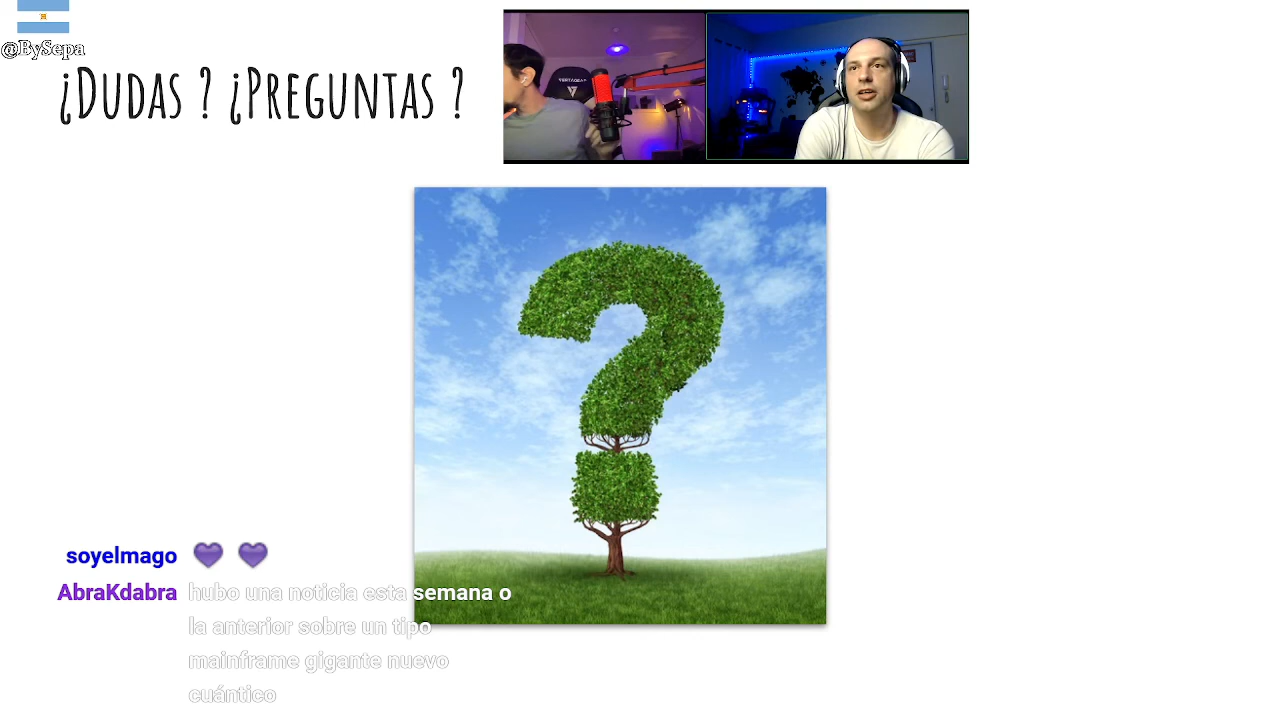 @BySepa
¿Dudas ? ¿Preguntas ?
VERTAGEAR
soyelmago 💜 💜
AbraKdabra hubo una noticia esta semana o
la anterior sobre un tipo
mainframe gigante nuevo
cuántico